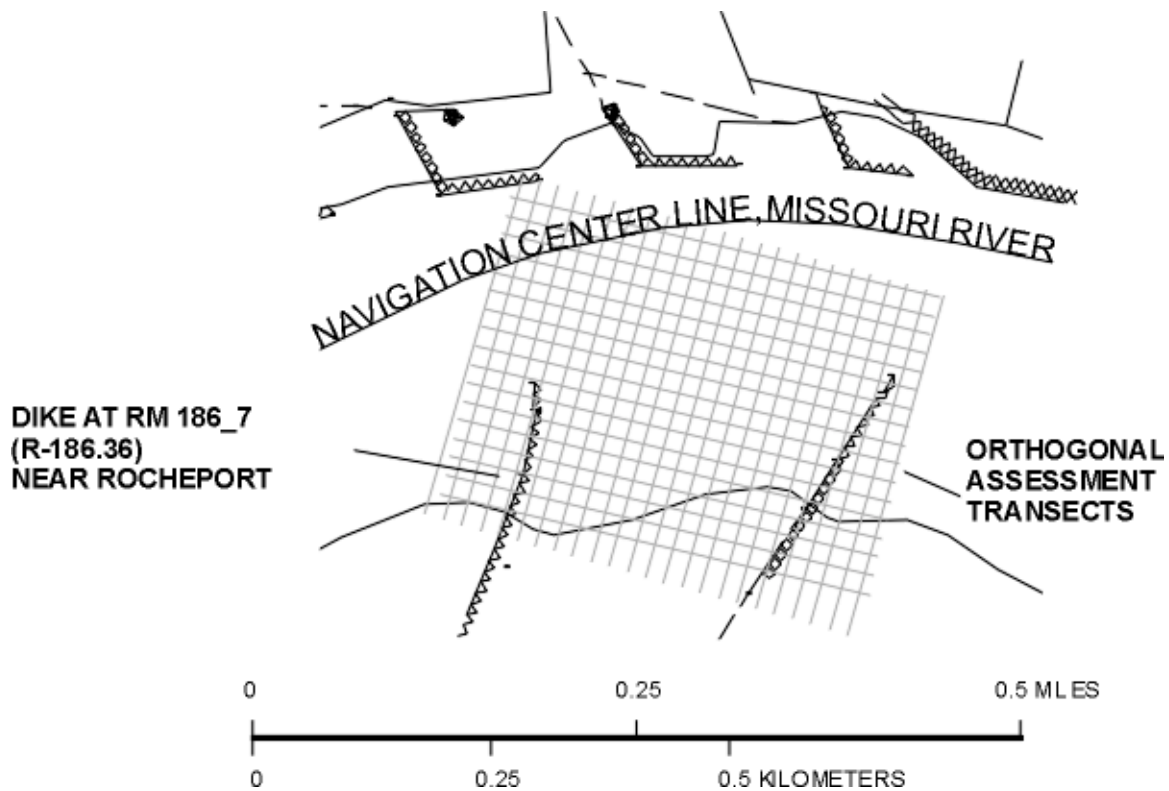 NAVIGATION CENTER LINE, MISSOURI RIVER
DIKE AT RM 186_7
(R-186.36)
NEAR ROCHEPORT
ORTHOGONAL
ASSESSMENT
TRANSECTS
0 0.25 0.5 MLES
0 0.25 0.5 KILOMETERS